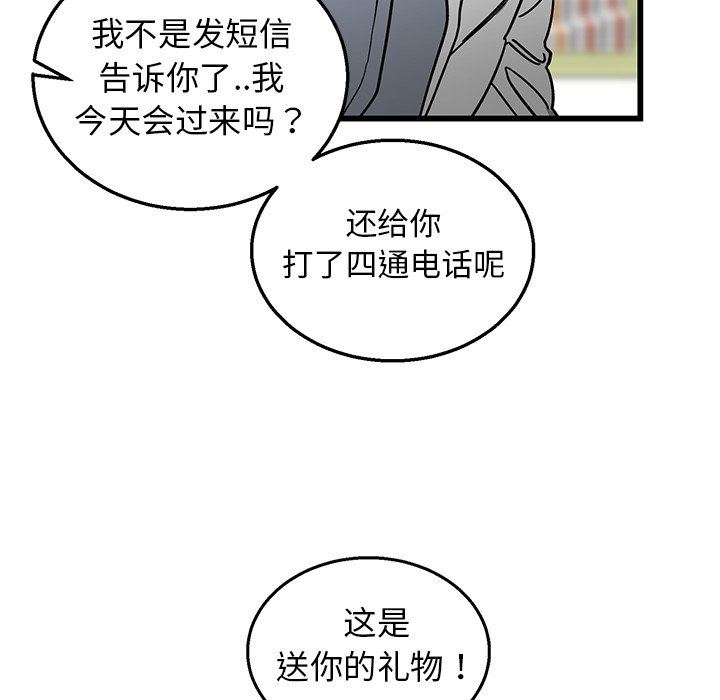 我不是发短信
告诉你了..我
今天会过来吗？
还给你
打了四通电话呢
这是
送你的礼物！